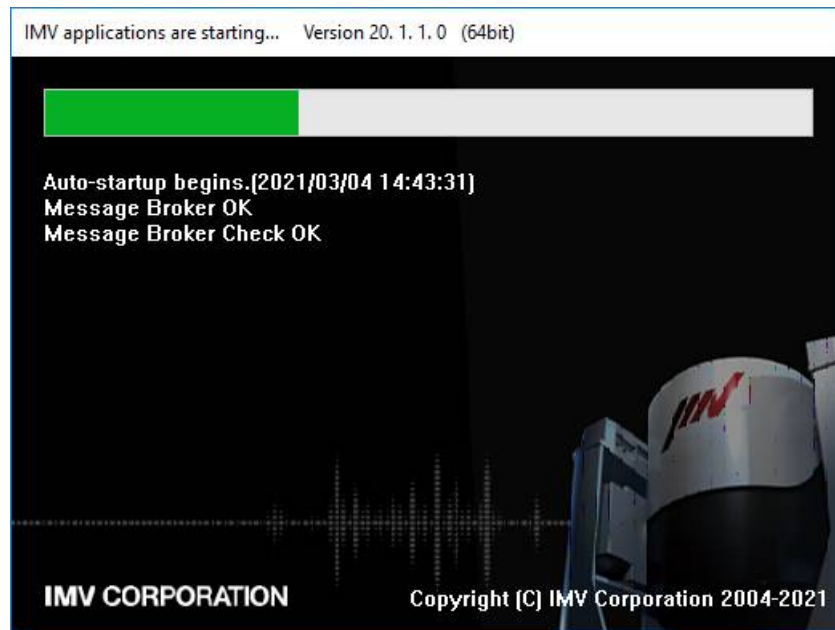 IMV applications are starting... Version 20. 1. 1. 0 (64bit)
Auto-startup begins.(2021/03/04 14:43:31)
Message Broker OK
Message Broker Check OK
IMV
IMV CORPORATION
Copyright (C) IMV Corporation 2004-2021